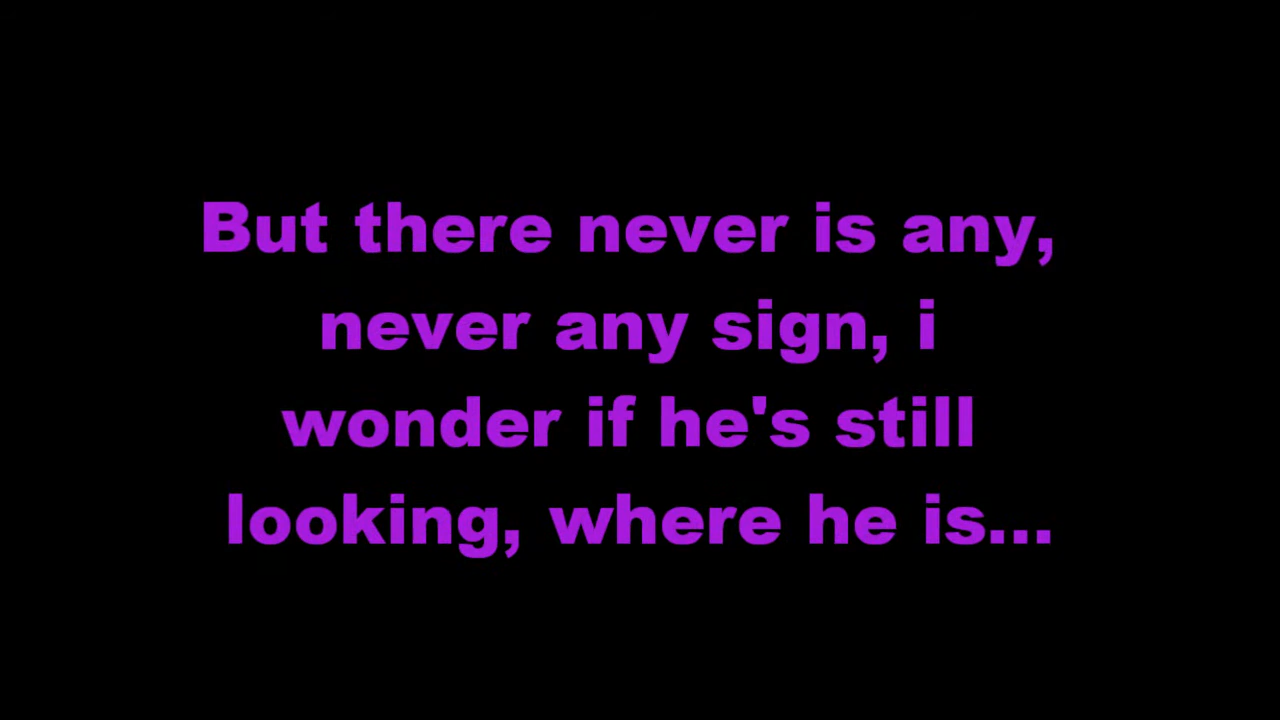 But there never is any,
never any sign, i
wonder if he's still
looking, where he is...